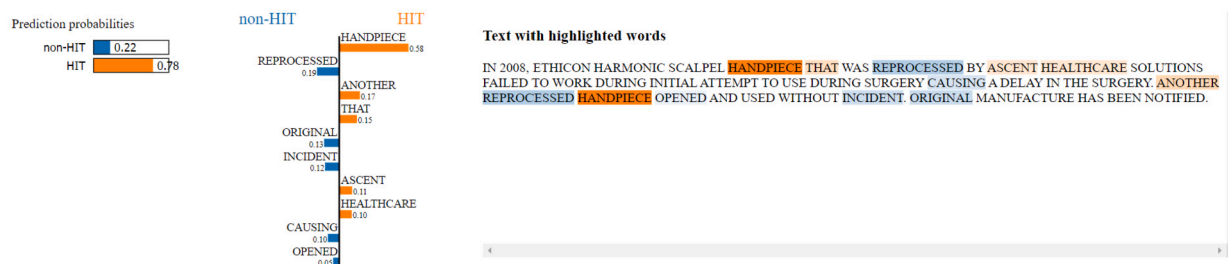 Prediction probabilities
non-HIT 0.22
HIT 0.78
non-HIT HIT
HANDPIECE
0.58
REPROCESSED
0.19
ANOTHER
0.17
THAT
0.15
ORIGINAL
0.13
INCIDENT
0.12
ASCENT
0.11
HEALTHCARE
0.10
CAUSING
0.10
OPENED
0.05
Text with highlighted words
IN 2008, ETHICON HARMONIC SCALPEL HANDPIECE THAT WAS REPROCESSED BY ASCENT HEALTHCARE SOLUTIONS
FAILED TO WORK DURING INITIAL ATTEMPT TO USE DURING SURGERY CAUSING A DELAY IN THE SURGERY. ANOTHER
REPROCESSED HANDPIECE OPENED AND USED WITHOUT INCIDENT. ORIGINAL MANUFACTURE HAS BEEN NOTIFIED.